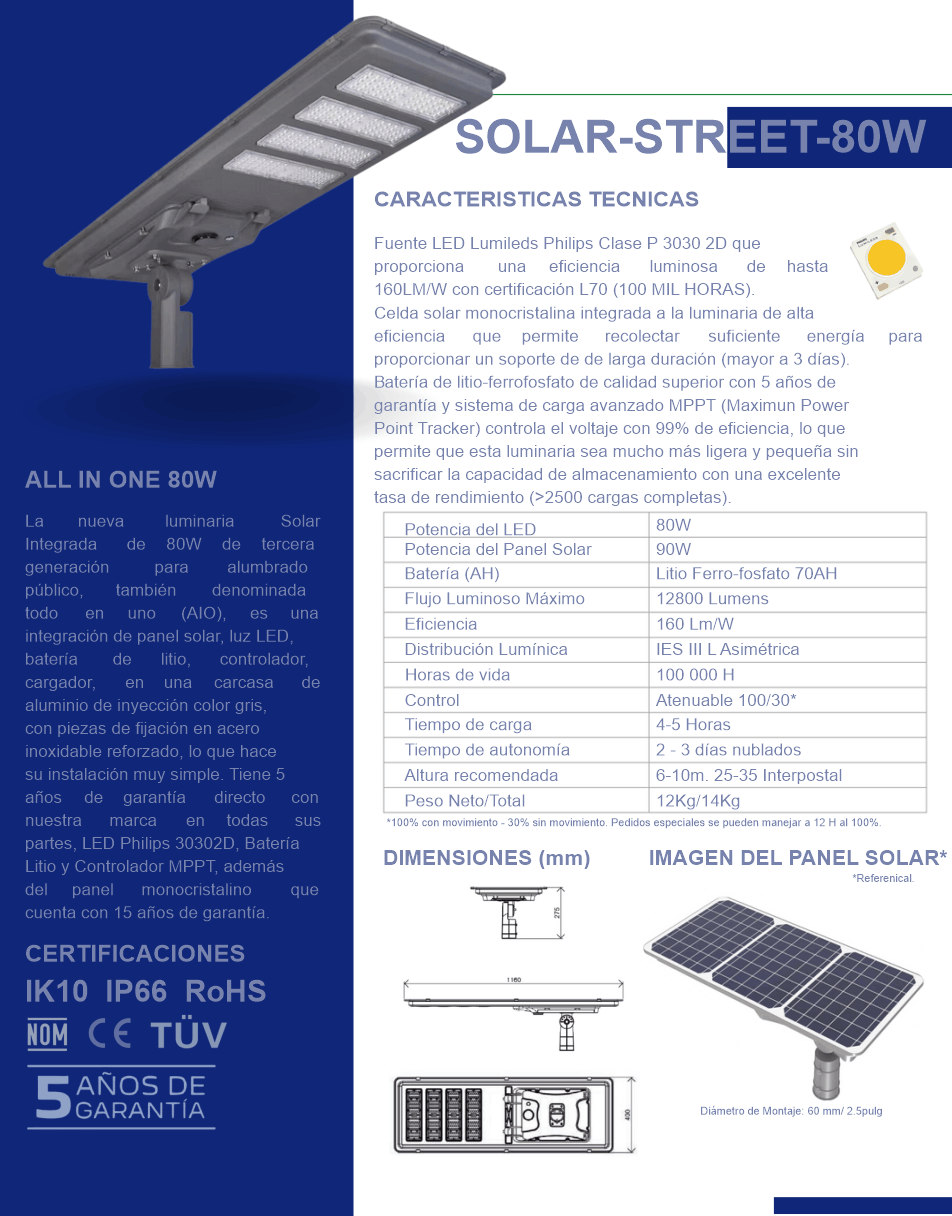 SOLAR-STREET-80W
CARACTERISTICAS TECNICAS
Fuente LED Lumileds Philips Clase P 3030 2D que
proporciona una eficiencia luminosa de hasta
160LM/W con certificación L70 (100 MIL HORAS).
Celda solar monocristalina integrada a la luminaria de alta
eficiencia que permite recolectar suficiente energía para
proporcionar un soporte de de larga duración (mayor a 3 días).
Batería de litio-ferrofosfato de calidad superior con 5 años de
garantía y sistema de carga avanzado MPPT (Maximun Power
Point Tracker) controla el voltaje con 99% de eficiencia, lo que
permite que esta luminaria sea mucho más ligera y pequeña sin
sacrificar la capacidad de almacenamiento con una excelente
tasa de rendimiento (>2500 cargas completas).
Potencia del LED 80W
Potencia del Panel Solar 90W
Batería (AH) Litio Ferro-fosfato 70AH
Flujo Luminoso Máximo 12800 Lumens
Eficiencia 160 Lm/W
Distribución Lumínica IES III L Asimétrica
Horas de vida 100 000 H
Control Atenuable 100/30*
Tiempo de carga 4-5 Horas
Tiempo de autonomía 2 - 3 días nublados
Altura recomendada 6-10m. 25-35 Interpostal
Peso Neto/Total 12Kg/14Kg
*100% con movimiento - 30% sin movimiento. Pedidos especiales se pueden manejar a 12 H al 100%.
ALL IN ONE 80W
La nueva luminaria Solar
Integrada de 80W de tercera
generación para alumbrado
público, también denominada
todo en uno (AIO), es una
integración de panel solar, luz LED,
batería de litio, controlador,
cargador, en una carcasa de
aluminio de inyección color gris,
con piezas de fijación en acero
inoxidable reforzado, lo que hace
su instalación muy simple. Tiene 5
años de garantía directo con
nuestra marca en todas sus
partes, LED Philips 30302D, Batería
Litio y Controlador MPPT, además
del panel monocristalino que
cuenta con 15 años de garantía.
CERTIFICACIONES
IK10 IP66 RoHS
NOM CE TÜV
5 AÑOS DE
GARANTÍA
DIMENSIONES (mm)
275
1160
400
IMAGEN DEL PANEL SOLAR*
*Referenical.
Diàmetro de Montaje: 60 mm/ 2.5pulg